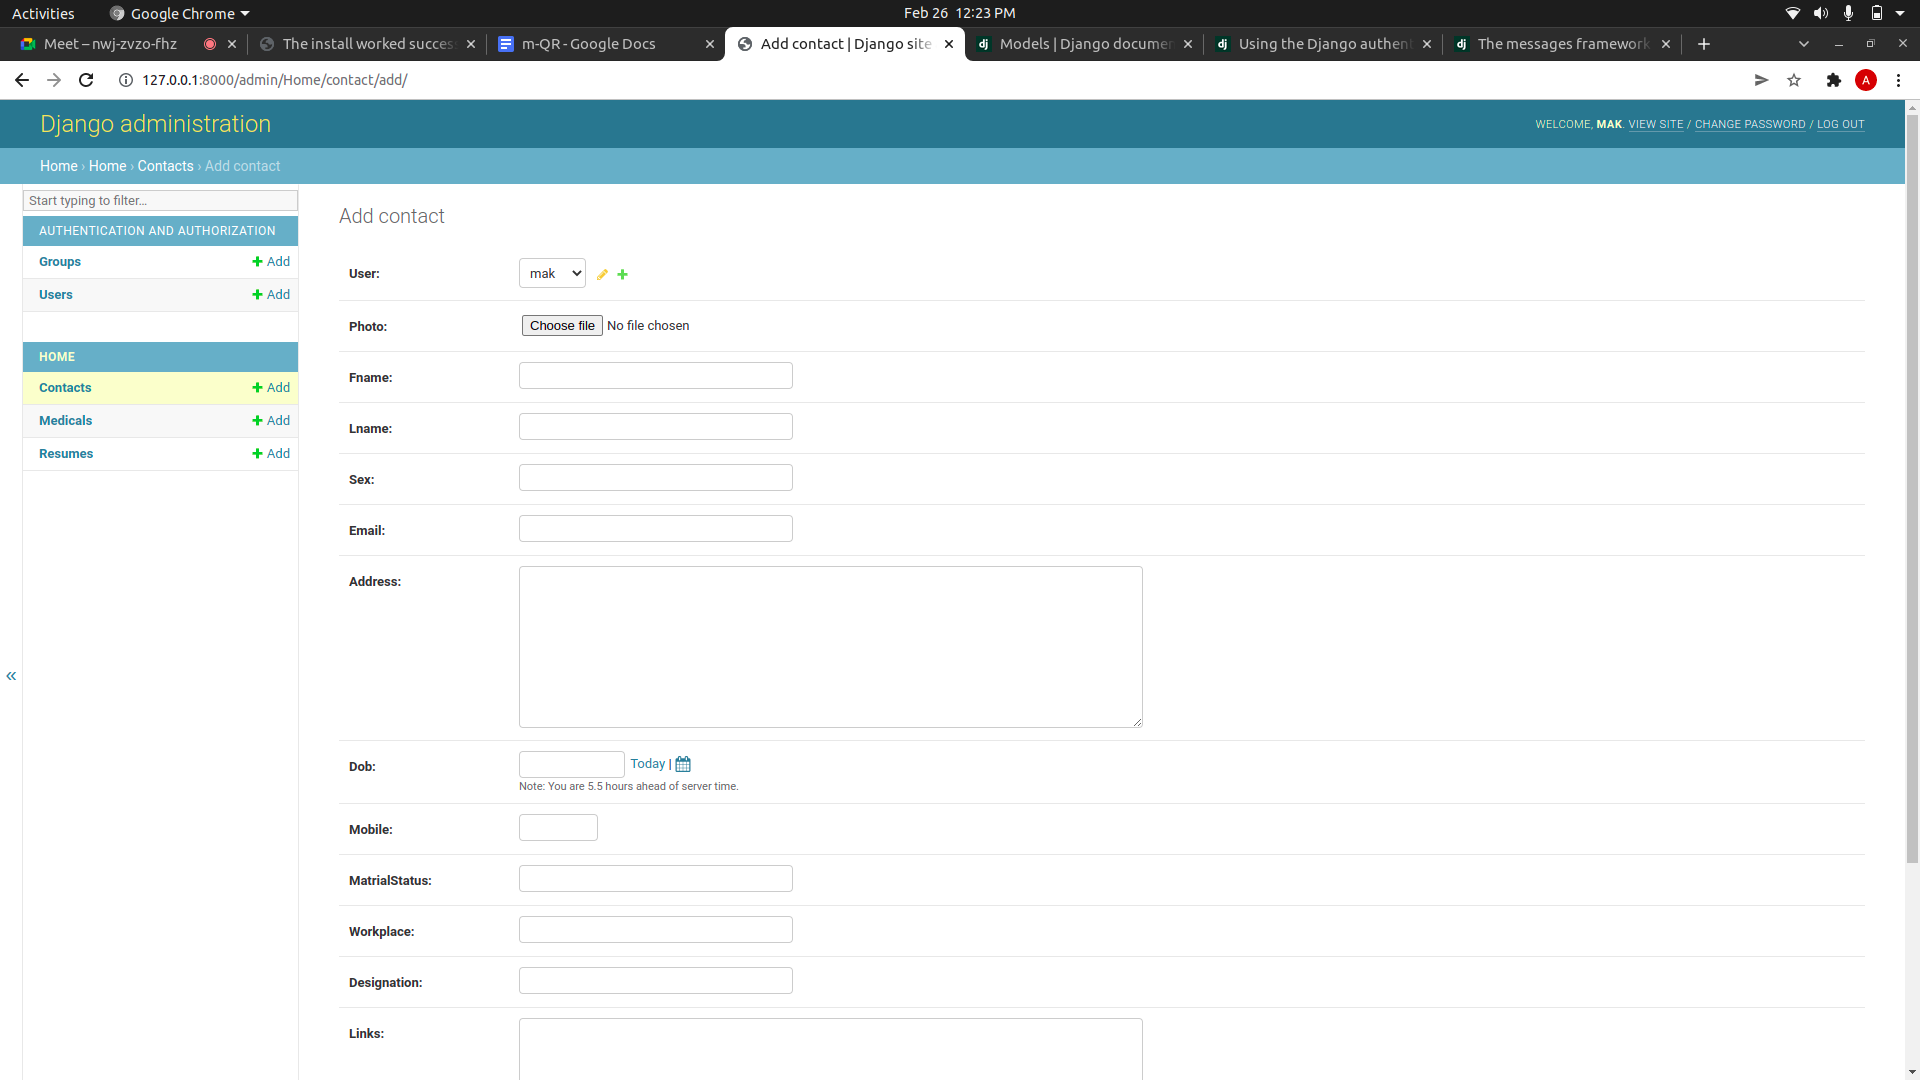 Activities Google Chrome Feb 26 12:23 PM
Meet – nwj-zvzo-fhz The install worked succes m-QR - Google Docs Add contact | Django site Models | Django documen Using the Django authent The messages framework
127.0.0.1:8000/admin/Home/contact/add/ A
Django administration WELCOME, MAK. VIEW SITE / CHANGE PASSWORD / LOG OUT
Home › Home › Contacts › Add contact
Start typing to filter...
AUTHENTICATION AND AUTHORIZATION
Groups Add
Users Add
HOME
Contacts Add
Medicals Add
Resumes Add
«
Add contact
User: mak
Photo: Choose file No file chosen
Fname:
Lname:
Sex:
Email:
Address:
Dob: Today |
Note: You are 5.5 hours ahead of server time.
Mobile:
MatrialStatus:
Workplace:
Designation:
Links: